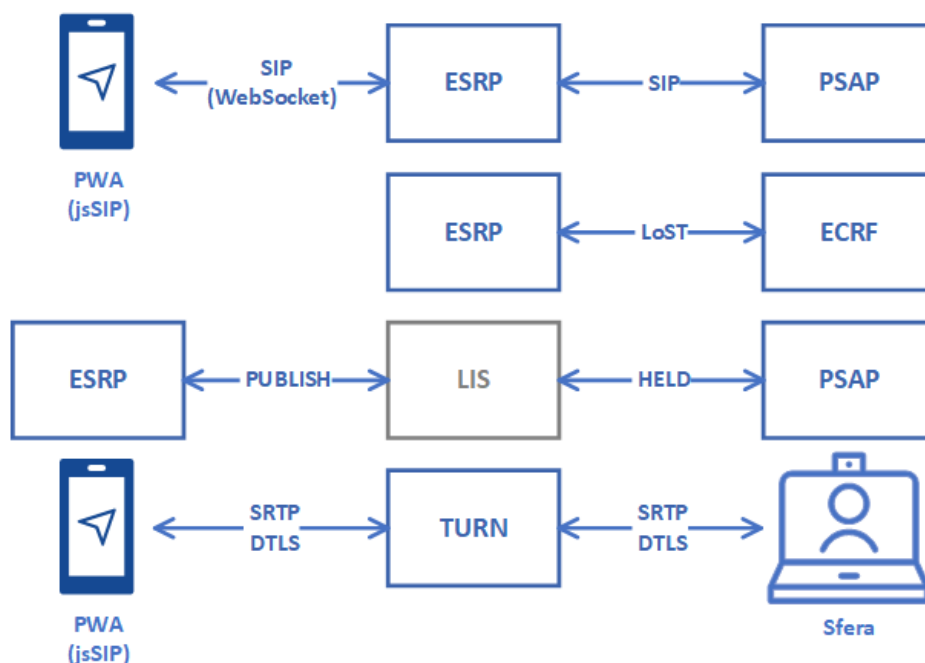 SIP
(WebSocket)
ESRP
SIP
PSAP
PWA
(jsSIP)
ESRP
LoST
ECRF
ESRP
PUBLISH
LIS
HELD
PSAP
SRTP
DTLS
TURN
SRTP
DTLS
PWA
(jsSIP)
Sfera